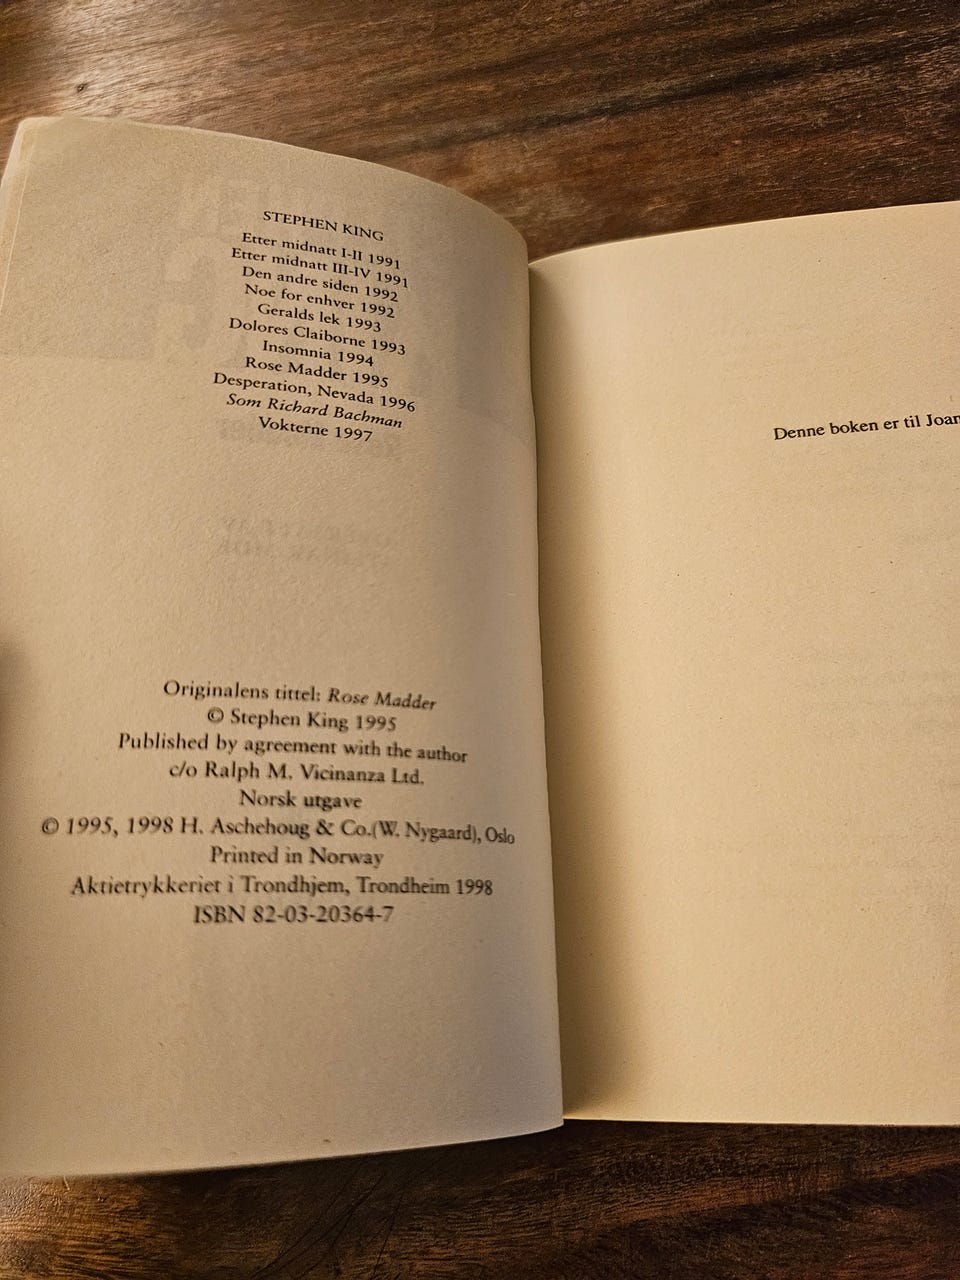 STEPHEN KING
Etter midnatt I-II 1991
Etter midnatt III-IV 1991
Den andre siden 1992
Noe for enhver 1992
Geralds lek 1993
Dolores Claiborne 1993
Insomnia 1994
Rose Madder 1995
Desperation, Nevada 1996
Som Richard Bachman
Vokterne 1997
Originalens tittel: Rose Madder
© Stephen King 1995
Published by agreement with the author
c/o Ralph M. Vicinanza Ltd.
Norsk utgave
© 1995, 1998 H. Aschehoug & Co.(W. Nygaard), Oslo
Printed in Norway
Aktietrykkeriet i Trondhjem, Trondheim 1998
ISBN 82-03-20364-7
Denne boken er til